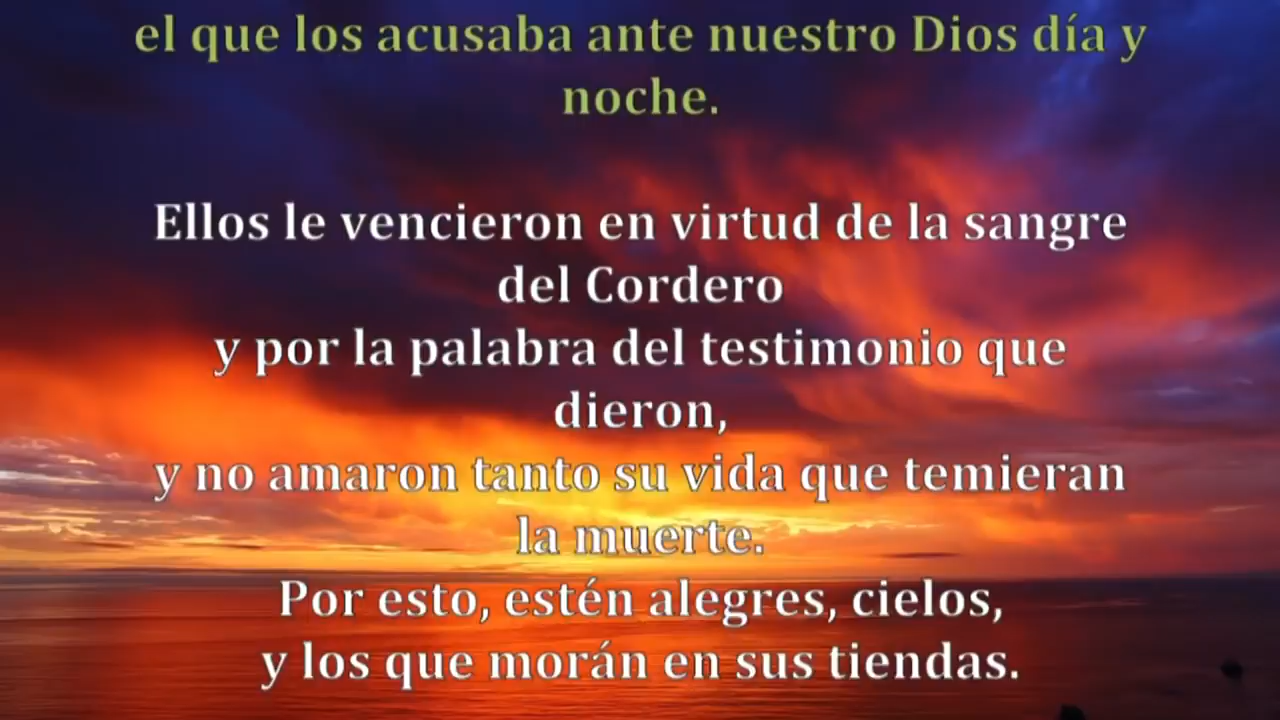 el que los acusaba ante nuestro Dios día y
noche.
Ellos le vencieron en virtud de la sangre
del Cordero
y por la palabra del testimonio que
dieron,
y no amaron tanto su vida que temieran
la muerte.
Por esto, estén alegres, cielos,
y los que morán en sus tiendas.